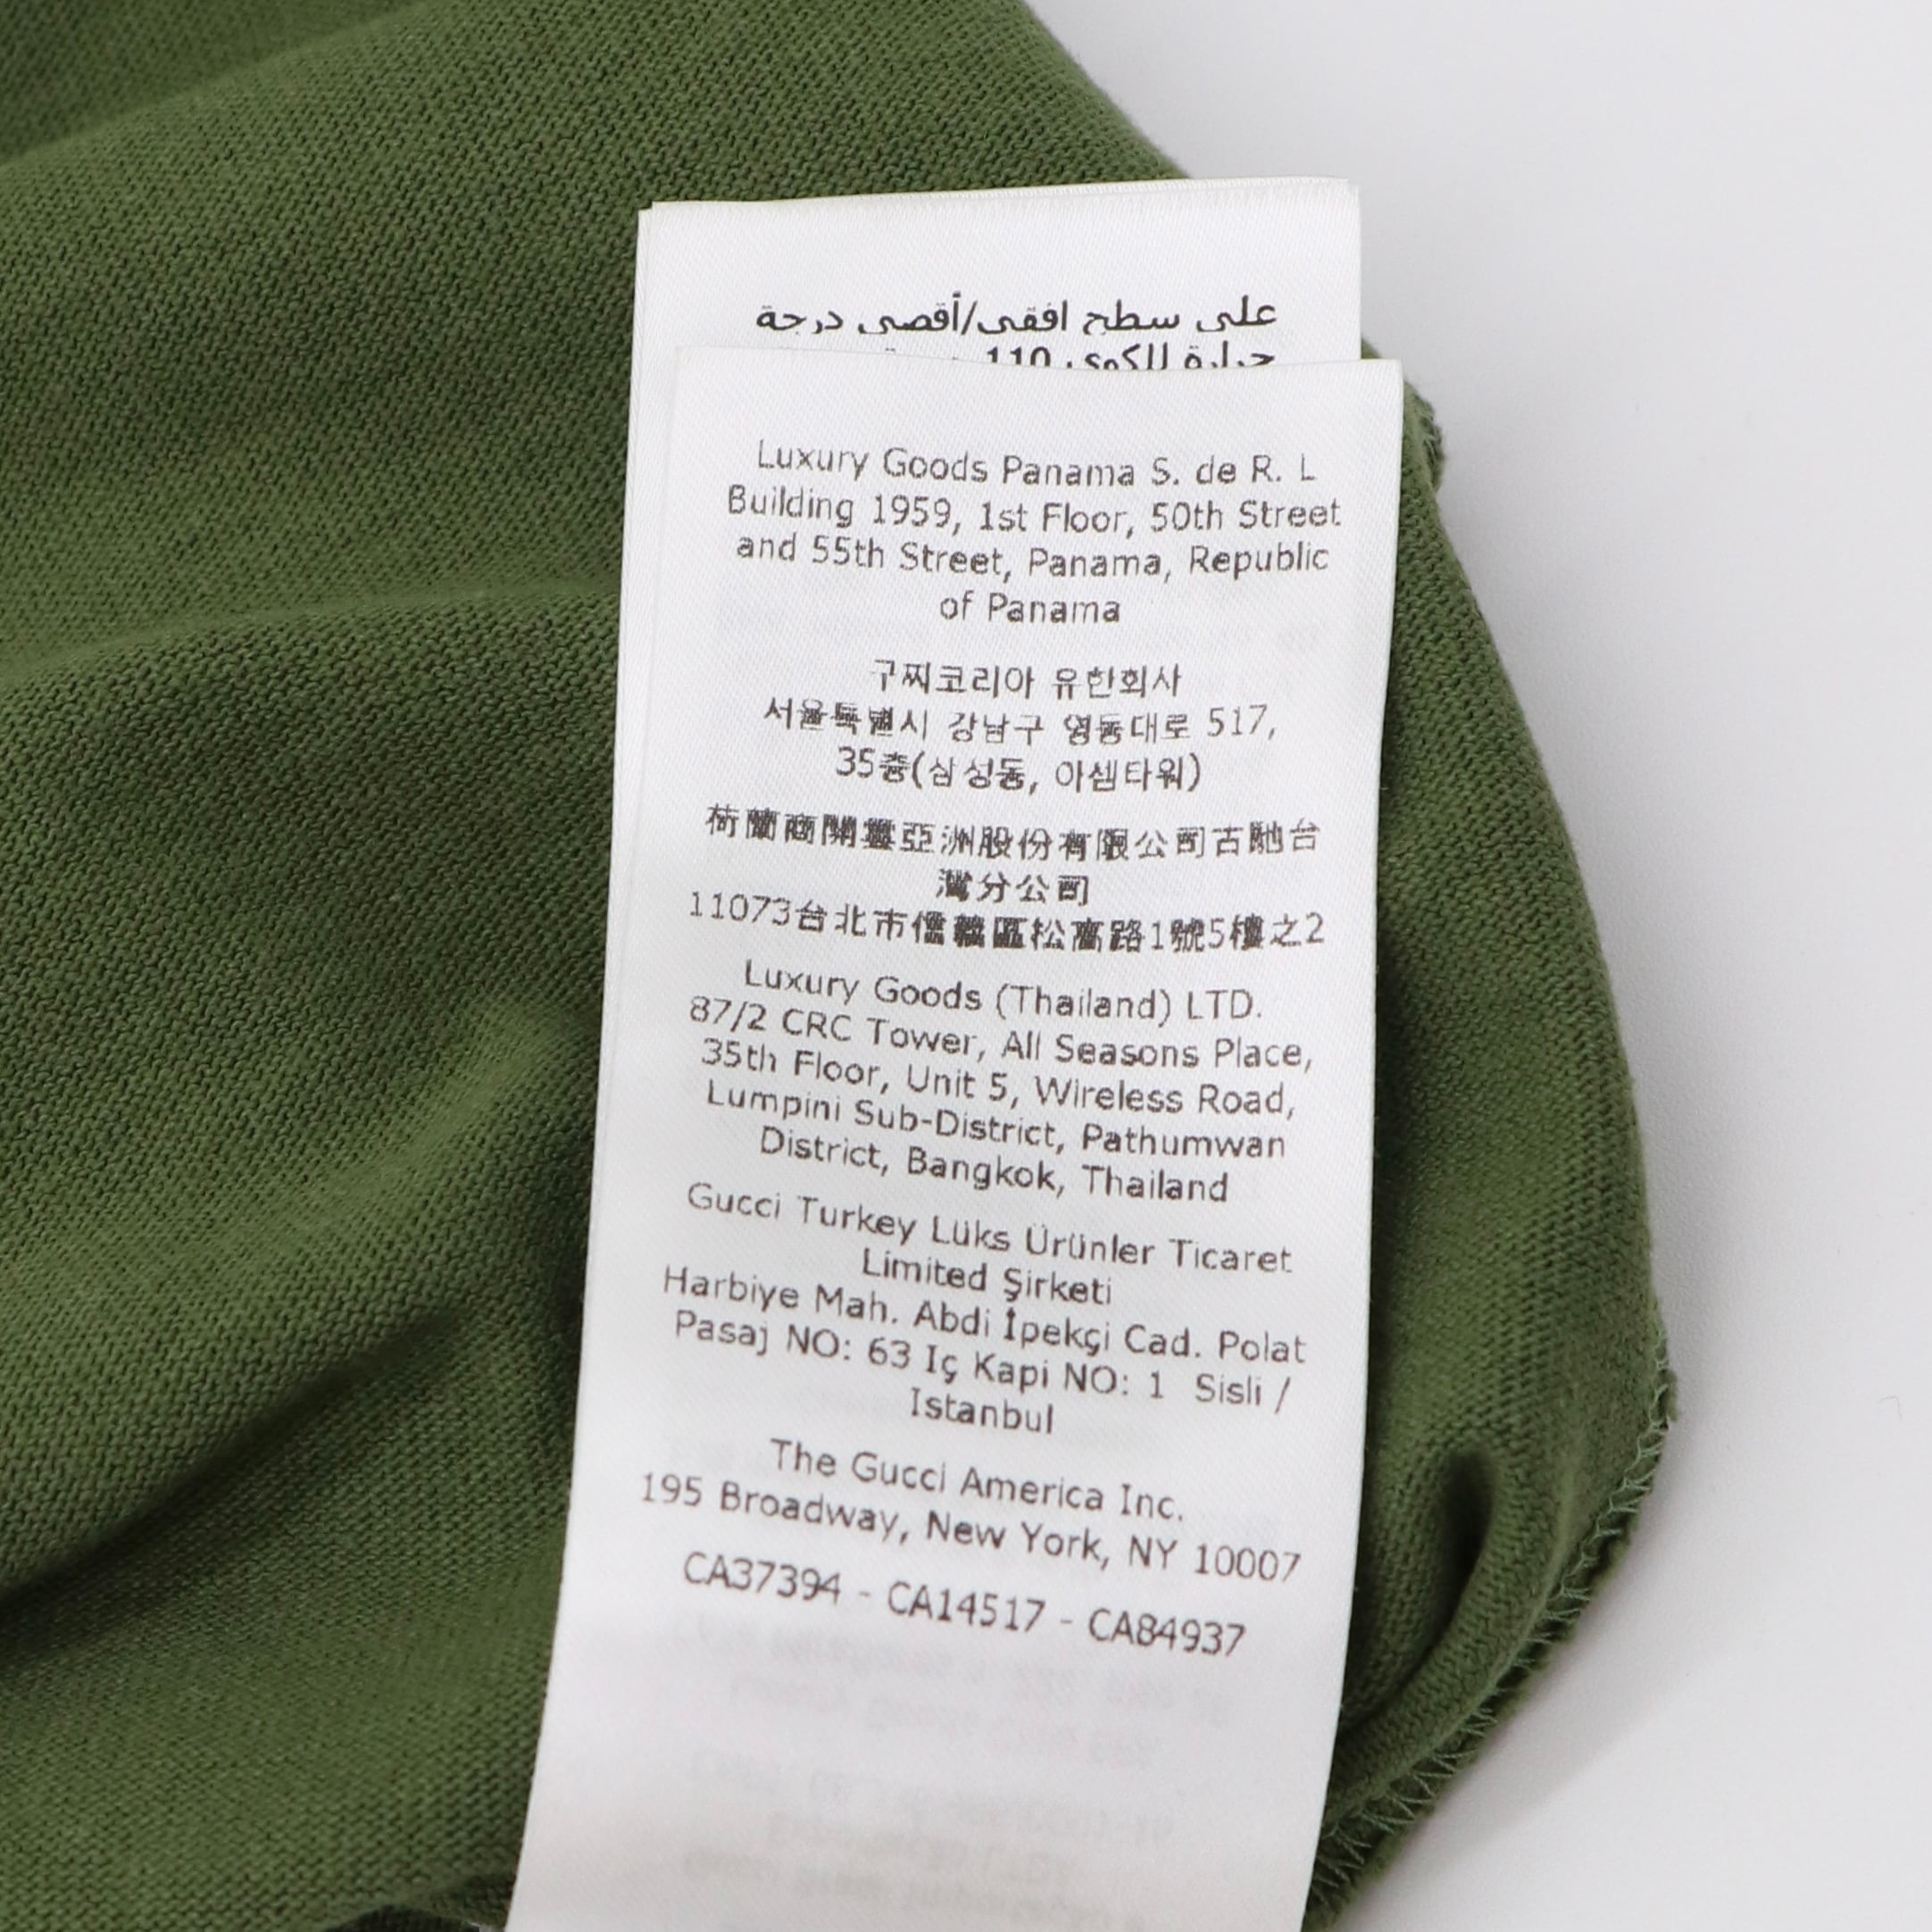 على سطح افقى/أقصى درجة
حرارة للكوى 110
Luxury Goods Panama S. de R. L
Building 1959, 1st Floor, 50th Street
and 55th Street, Panama, Republic
of Panama
구찌코리아 유한회사
서울특별시 강남구 영동대로 517,
35층(삼성동, 아셈타워)
荷蘭商開雲亞洲股份有限公司古馳台
灣分公司
11073台北市信義區松高路1號5樓之2
Luxury Goods (Thailand) LTD.
87/2 CRC Tower, All Seasons Place,
35th Floor, Unit 5, Wireless Road,
Lumpini Sub-District, Pathumwan
District, Bangkok, Thailand
Gucci Turkey Lüks Ürünler Ticaret
Limited Şirketi
Harbiye Mah. Abdi İpekçi Cad. Polat
Pasaj NO: 63 Iç Kapi NO: 1 Sisli /
Istanbul
The Gucci America Inc.
195 Broadway, New York, NY 10007
CA37394 - CA14517 - CA84937